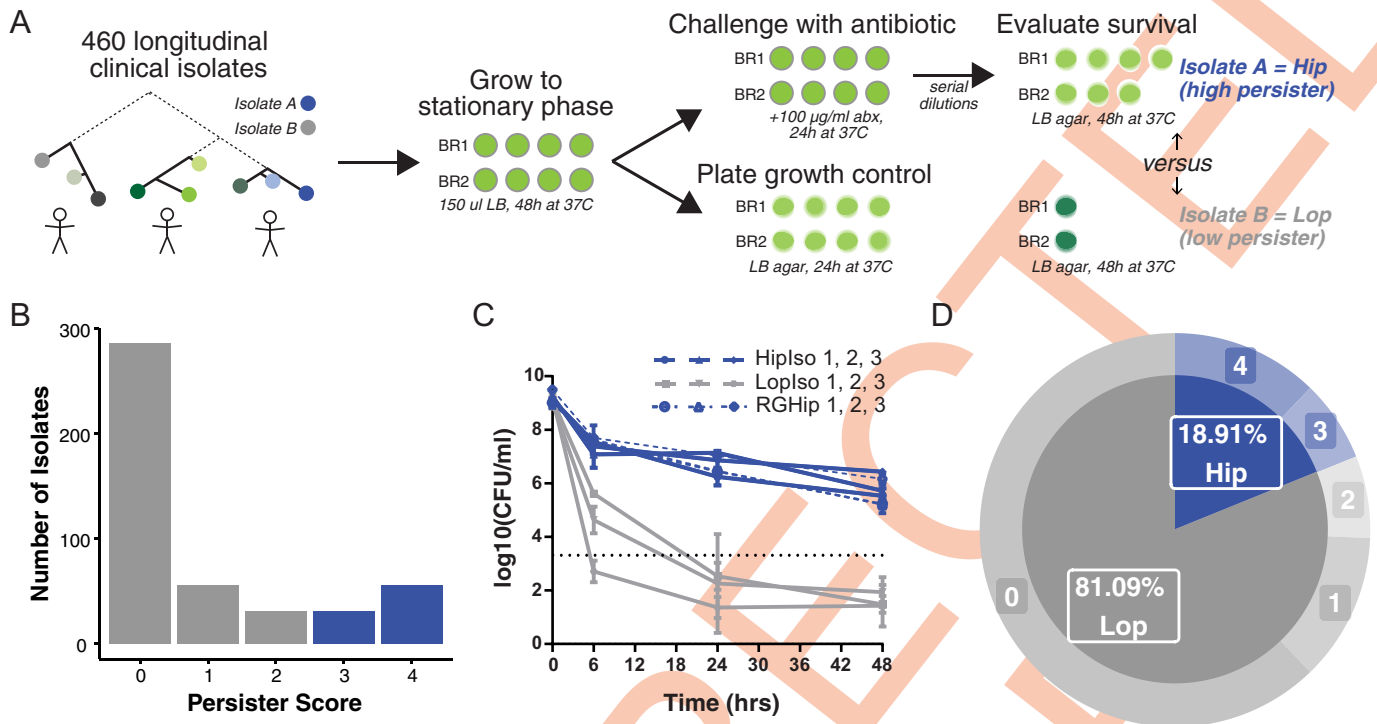 A
460 longitudinal
clinical isolates
Isolate A
Isolate B
Grow to
stationary phase
BR1
BR2
150 ul LB, 48h at 37C
Challenge with antibiotic
BR1
BR2
+100 µg/ml abx,
24h at 37C
serial
dilutions
Plate growth control
BR1
BR2
LB agar, 24h at 37C
Evaluate survival
BR1
BR2
LB agar, 48h at 37C
Isolate A = Hip
(high persister)
versus
BR1
BR2
LB agar, 48h at 37C
Isolate B = Lop
(low persister)
B
Number of Isolates
300
200
100
0
0 1 2 3 4
Persister Score
C
HipIso 1, 2, 3
LopIso 1, 2, 3
RGHip 1, 2, 3
log10(CFU/ml)
10
8
6
4
2
0
0 6 12 18 24 30 36 42 48
Time (hrs)
D
4
3
2
1
0
18.91%
Hip
81.09%
Lop